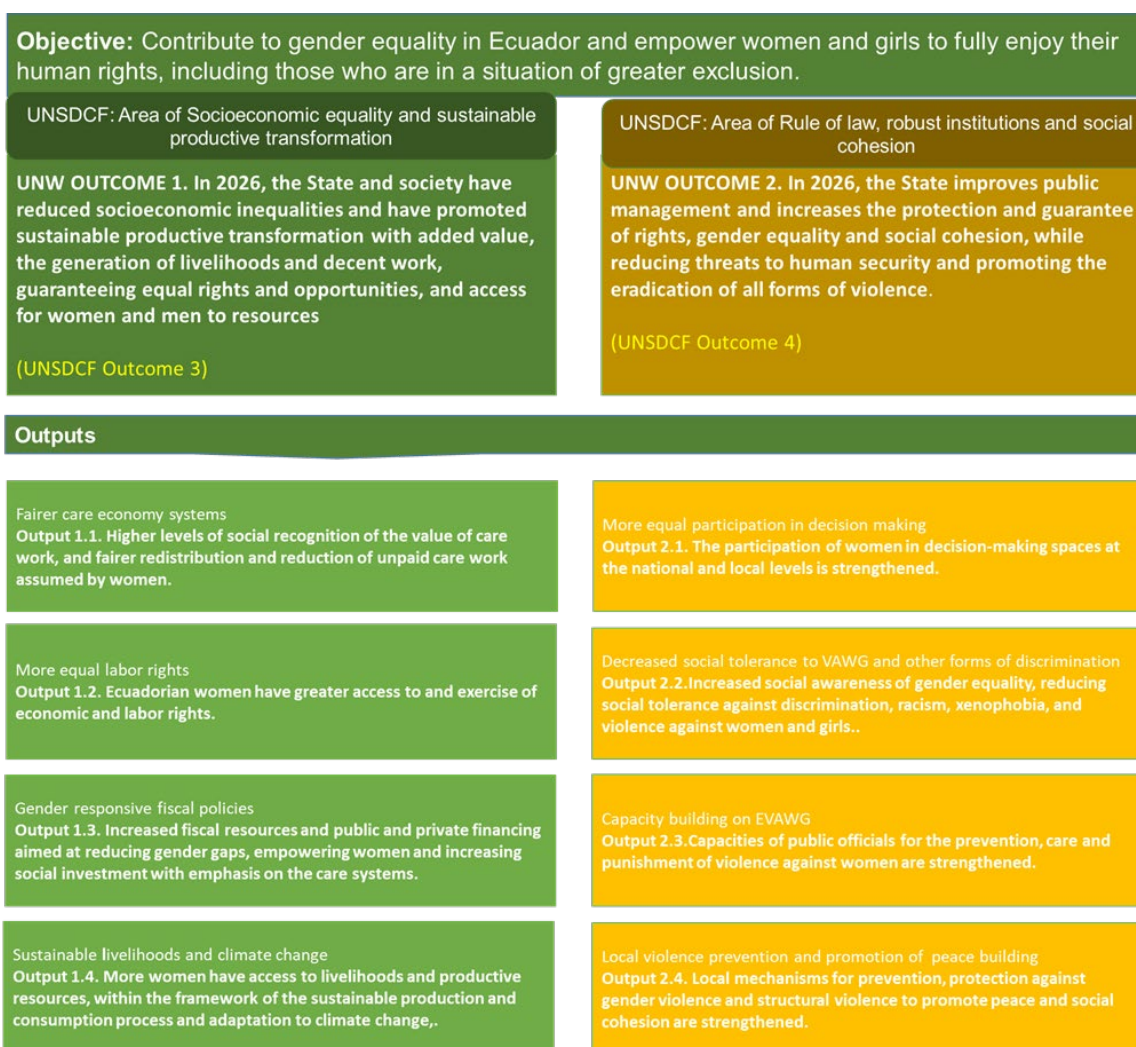 Objective: Contribute to gender equality in Ecuador and empower women and girls to fully enjoy their
human rights, including those who are in a situation of greater exclusion.
UNSDCF: Area of Socioeconomic equality and sustainable
productive transformation
UNW OUTCOME 1. In 2026, the State and society have
reduced socioeconomic inequalities and have promoted
sustainable productive transformation with added value,
the generation of livelihoods and decent work,
guaranteeing equal rights and opportunities, and access
for women and men to resources
(UNSDCF Outcome 3)
UNSDCF: Area of Rule of law, robust institutions and social
cohesion
UNW OUTCOME 2. In 2026, the State improves public
management and increases the protection and guarantee
of rights, gender equality and social cohesion, while
reducing threats to human security and promoting the
eradication of all forms of violence.
(UNSDCF Outcome 4)
Outputs
Fairer care economy systems
Output 1.1. Higher levels of social recognition of the value of care
work, and fairer redistribution and reduction of unpaid care work
assumed by women.
More equal labor rights
Output 1.2. Ecuadorian women have greater access to and exercise of
economic and labor rights.
Gender responsive fiscal policies
Output 1.3. Increased fiscal resources and public and private financing
aimed at reducing gender gaps, empowering women and increasing
social investment with emphasis on the care systems.
Sustainable livelihoods and climate change
Output 1.4. More women have access to livelihoods and productive
resources, within the framework of the sustainable production and
consumption process and adaptation to climate change,.
More equal participation in decision making
Output 2.1. The participation of women in decision-making spaces at
the national and local levels is strengthened.
Decreased social tolerance to VAWG and other forms of discrimination
Output 2.2.Increased social awareness of gender equality, reducing
social tolerance against discrimination, racism, xenophobia, and
violence against women and girls..
Capacity building on EVAWG
Output 2.3.Capacities of public officials for the prevention, care and
punishment of violence against women are strengthened.
Local violence prevention and promotion of peace building
Output 2.4. Local mechanisms for prevention, protection against
gender violence and structural violence to promote peace and social
cohesion are strengthened.